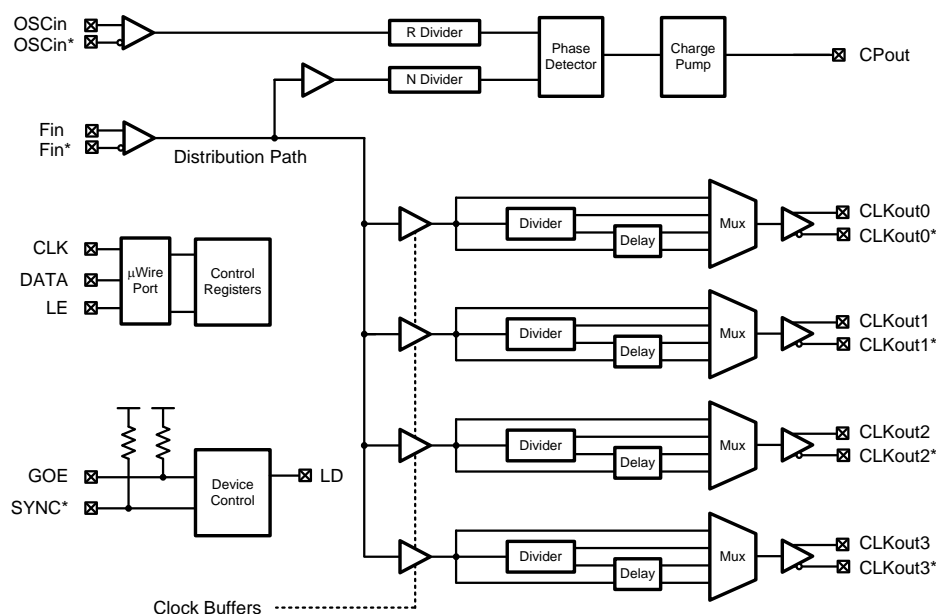 OSCin
OSCin*
R Divider
N Divider
Phase
Detector
Charge
Pump
CPout
Fin
Fin*
Distribution Path
CLK
DATA
LE
µWire
Port
Control
Registers
Divider
Delay
Mux
CLKout0
CLKout0*
Divider
Delay
Mux
CLKout1
CLKout1*
GOE
SYNC*
Device
Control
LD
Divider
Delay
Mux
CLKout2
CLKout2*
Divider
Delay
Mux
CLKout3
CLKout3*
Clock Buffers